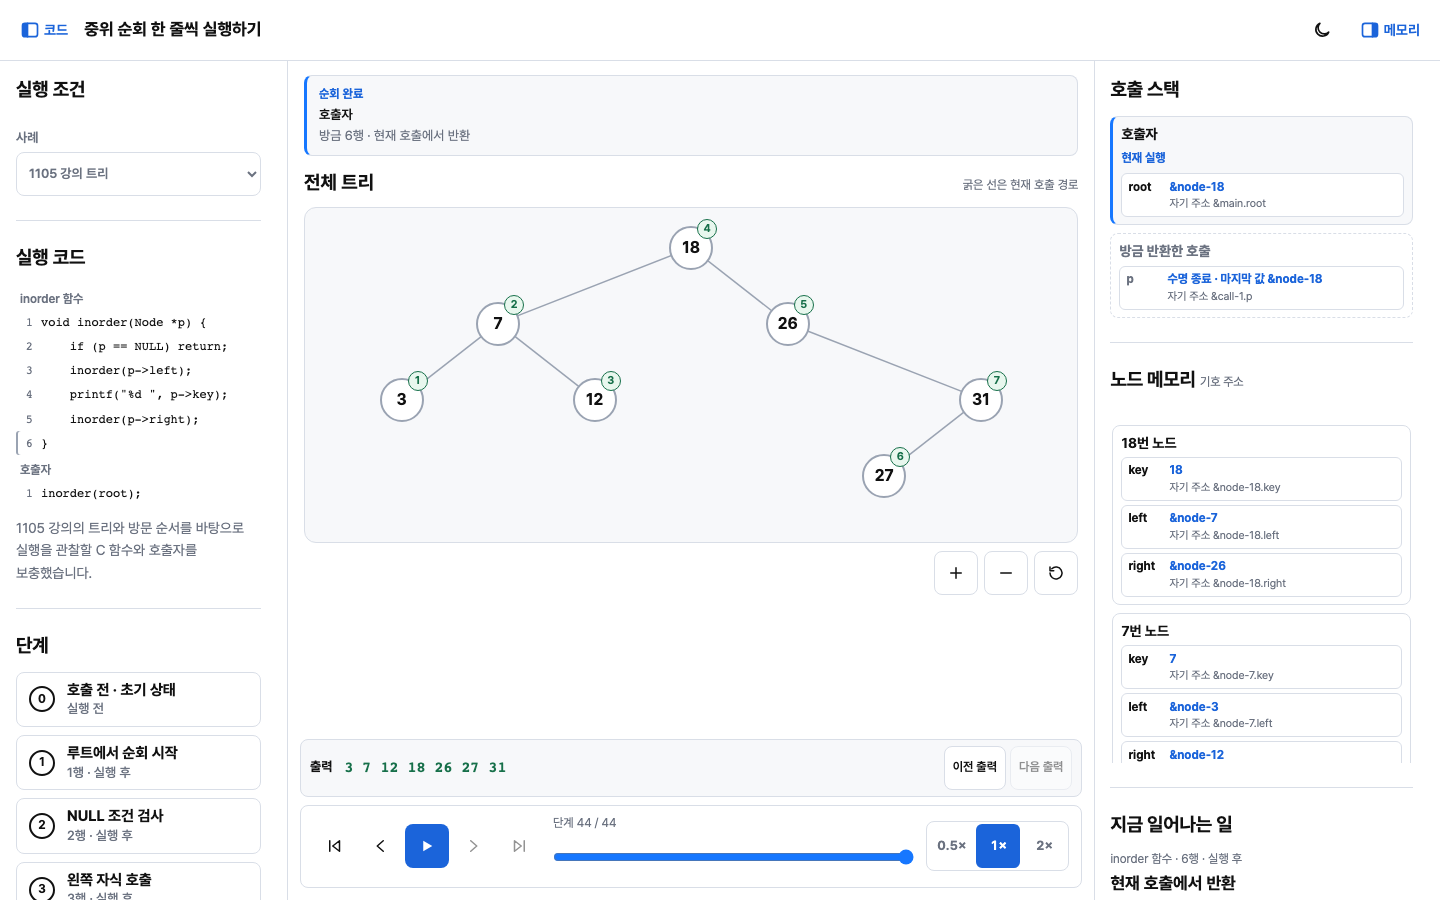 코드
중위 순회 한 줄씩 실행하기
메모리
실행 조건
사례
1105 강의 트리
실행 코드
inorder 함수
1 void inorder(Node *p) {
2 if (p == NULL) return;
3 inorder(p->left);
4 printf("%d ", p->key);
5 inorder(p->right);
6 }
호출자
1 inorder(root);
1105 강의의 트리와 방문 순서를 바탕으로
실행을 관찰할 C 함수와 호출자를
보충했습니다.
단계
0 호출 전 · 초기 상태
실행 전
1 루트에서 순회 시작
1행 · 실행 후
2 NULL 조건 검사
2행 · 실행 후
3 왼쪽 자식 호출
3행 · 실행 후
순회 완료
호출자
방금 6행 · 현재 호출에서 반환
전체 트리
굵은 선은 현재 호출 경로
18 4
7 2
26 5
3 1
12 3
31 7
27 6
출력 3 7 12 18 26 27 31
이전 출력
다음 출력
단계 44 / 44
0.5×
1×
2×
호출 스택
호출자
현재 실행
root &node-18
자기 주소 &main.root
방금 반환한 호출
p 수명 종료 · 마지막 값 &node-18
자기 주소 &call-1.p
노드 메모리 기호 주소
18번 노드
key 18
자기 주소 &node-18.key
left &node-7
자기 주소 &node-18.left
right &node-26
자기 주소 &node-18.right
7번 노드
key 7
자기 주소 &node-7.key
left &node-3
자기 주소 &node-7.left
right &node-12
지금 일어나는 일
inorder 함수 · 6행 · 실행 후
현재 호출에서 반환